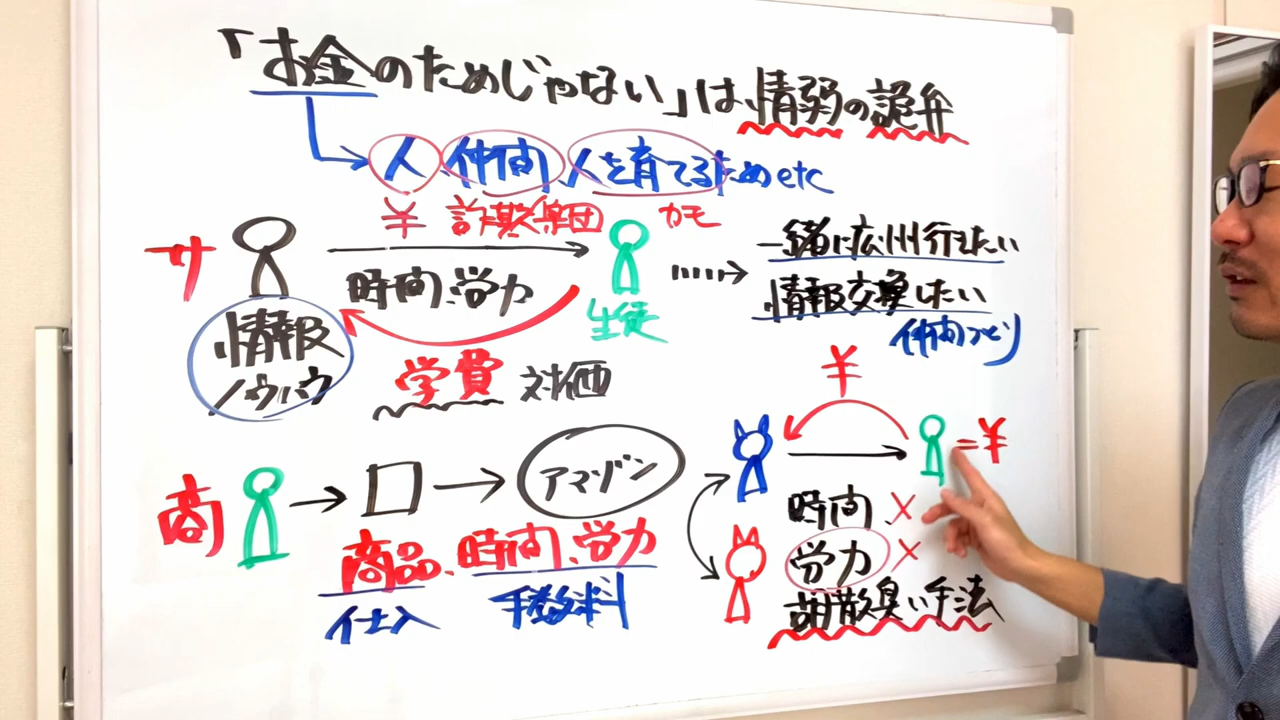 「お金のためじゃない」は、情弱の詭弁
人 仲間 人を育てるため etc
¥ 詐欺(集団) カモ
サ
時間、労力
生徒
一緒に広州行きたい
情報交換したい
仲間づくり
情報
ノウハウ
学費 対価
¥
商
アマゾン
= ¥
商品、時間、労力
仕入 手数料
時間、×
労力 ×
胡散臭い手法